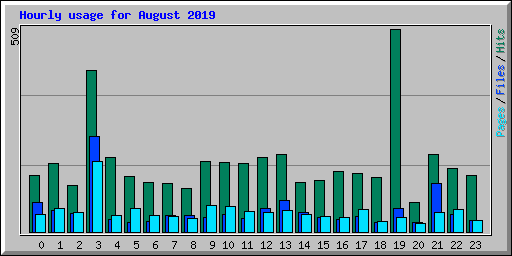 Hourly usage for August 2019
509
Pages/Files/Hits
0 1 2 3 4 5 6 7 8 9 10 11 12 13 14 15 16 17 18 19 20 21 22 23